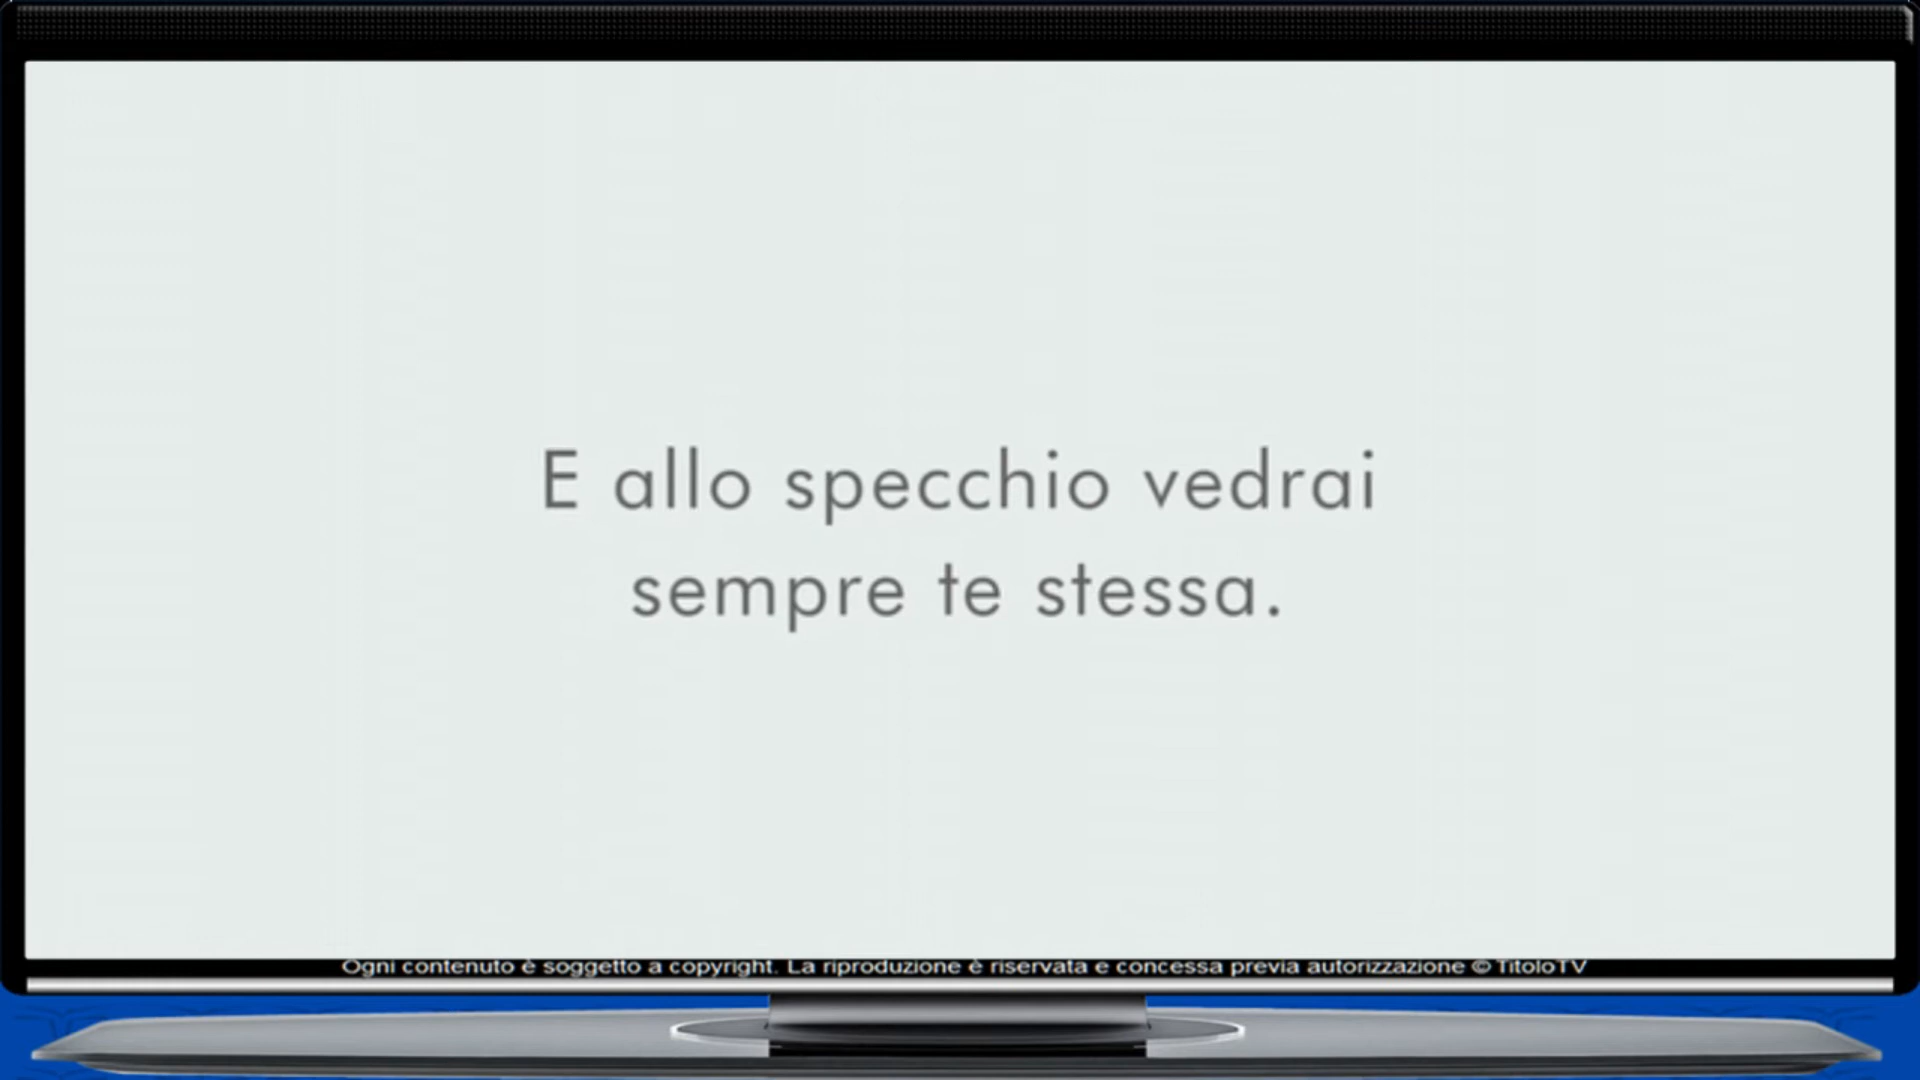 E allo specchio vedrai
sempre te stessa.
Ogni contenuto è soggetto a copyright. La riproduzione è riservata e concessa previa autorizzazione © TitoloTV